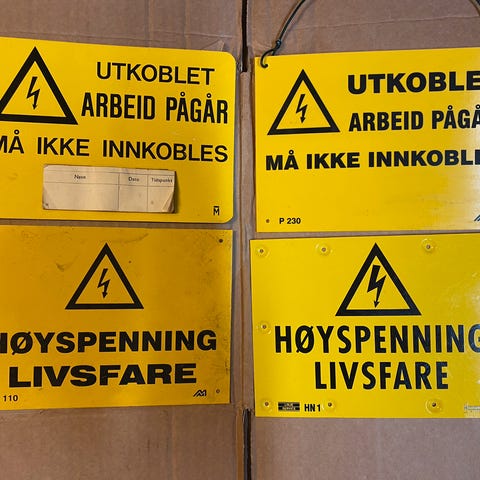 UTKOBLET
ARBEID PÅGÅR
MÅ IKKE INNKOBLES
Navn Dato Tidspunkt
M
UTKOBLE
ARBEID PÅGÅ
MÅ IKKE INNKOBLE
P 230
HØYSPENNING
LIVSFARE
110
HØYSPENNING
LIVSFARE
HN 1